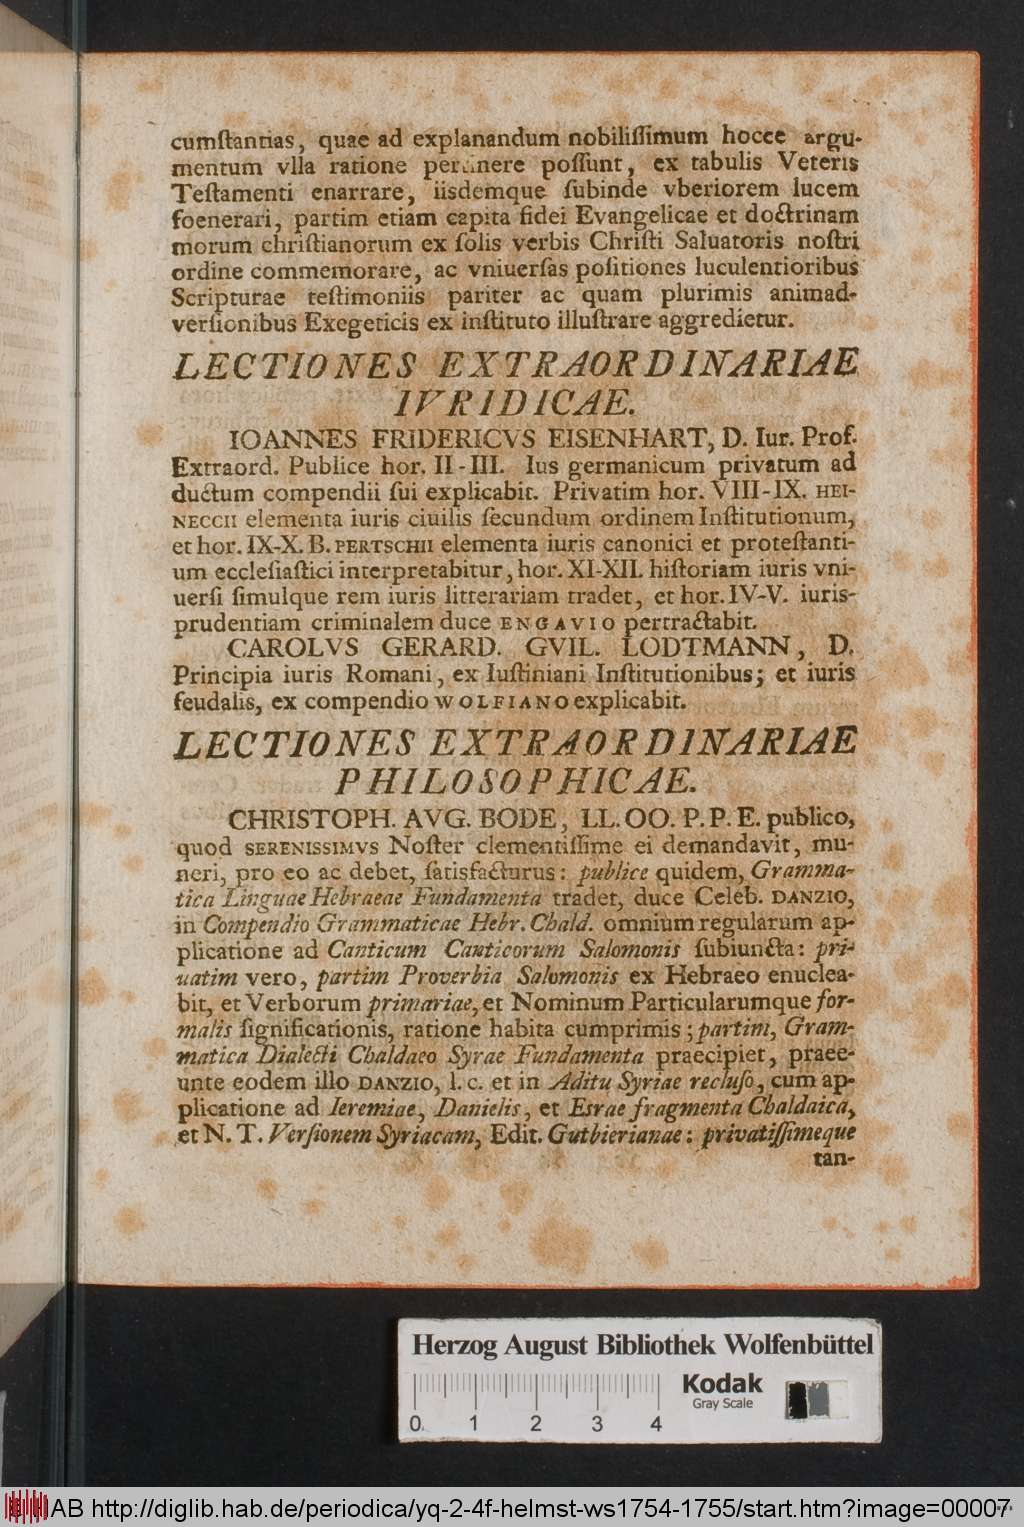 cumſtantias, quae ad explanandum nobiliſſimum hocce argu-
mentum vlla ratione pertinere poſſunt, ex tabulis Veteris
Teſtamenti enarrare, iisdemque ſubinde vberiorem lucem
foenerari, partim etiam capita fidei Evangelicae et doctrinam
morum chriſtianorum ex ſolis verbis Chriſti Saluatoris noſtri
ordine commemorare, ac vniuerſas poſitiones luculentioribus
Scripturae teſtimoniis pariter ac quam plurimis animad-
verſionibus Exegeticis ex inſtituto illuſtrare aggredietur.
LECTIONES EXTRAORDINARIAE
IVRIDICAE.
IOANNES FRIDERICVS EISENHART, D. Iur. Prof.
Extraord. Publice hor. II-III. Ius germanicum privatum ad
ductum compendii ſui explicabit. Privatim hor. VIII-IX. HEI-
NECCII elementa iuris ciuilis ſecundum ordinem Inſtitutionum,
et hor. IX-X. B. PERTSCHII elementa iuris canonici et proteſtanti-
um eccleſiaſtici interpretabitur, hor. XI-XII. hiſtoriam iuris vni-
uerſi ſimulque rem iuris litterariam tradet, et hor. IV-V. iuris-
prudentiam criminalem duce ENGAVIO pertractabit.
CAROLVS GERARD. GVIL. LODTMANN, D.
Principia iuris Romani, ex Iuſtiniani Inſtitutionibus; et iuris
feudalis, ex compendio WOLFIANO explicabit.
LECTIONES EXTRAORDINARIAE
PHILOSOPHICAE.
CHRISTOPH. AVG. BODE, LL. OO. P. P. E. publico,
quod SERENISSIMVS Noſter clementiſſime ei demandavit, mu-
neri, pro eo ac debet, ſatisfacturus: publice quidem, Gramma-
tica Linguae Hebraeae Fundamenta tradet, duce Celeb. DANZIO,
in Compendio Grammaticae Hebr. Chald. omnium regularum ap-
plicatione ad Canticum Canticorum Salomonis ſubiuncta: pri-
uatim vero, partim Proverbia Salomonis ex Hebraeo enuclea-
bit, et Verborum primariae, et Nominum Particularumque for-
malis ſignificationis, ratione habita cumprimis; partim, Gram-
matica Dialecti Chaldaeo Syrae Fundamenta praecipiet, praee-
unte eodem illo DANZIO, l. c. et in Aditu Syriae recluſo, cum ap-
plicatione ad Ieremiae, Danielis, et Esrae fragmenta Chaldaica,
et N. T. Verſionem Syriacam, Edit. Gutbierianae: privatiſſimeque
tan-
Herzog August Bibliothek Wolfenbüttel
0 1 2 3 4
Kodak
Gray Scale
© HAB http://diglib.hab.de/periodica/yq-2-4f-helmst-ws1754-1755/start.htm?image=00007